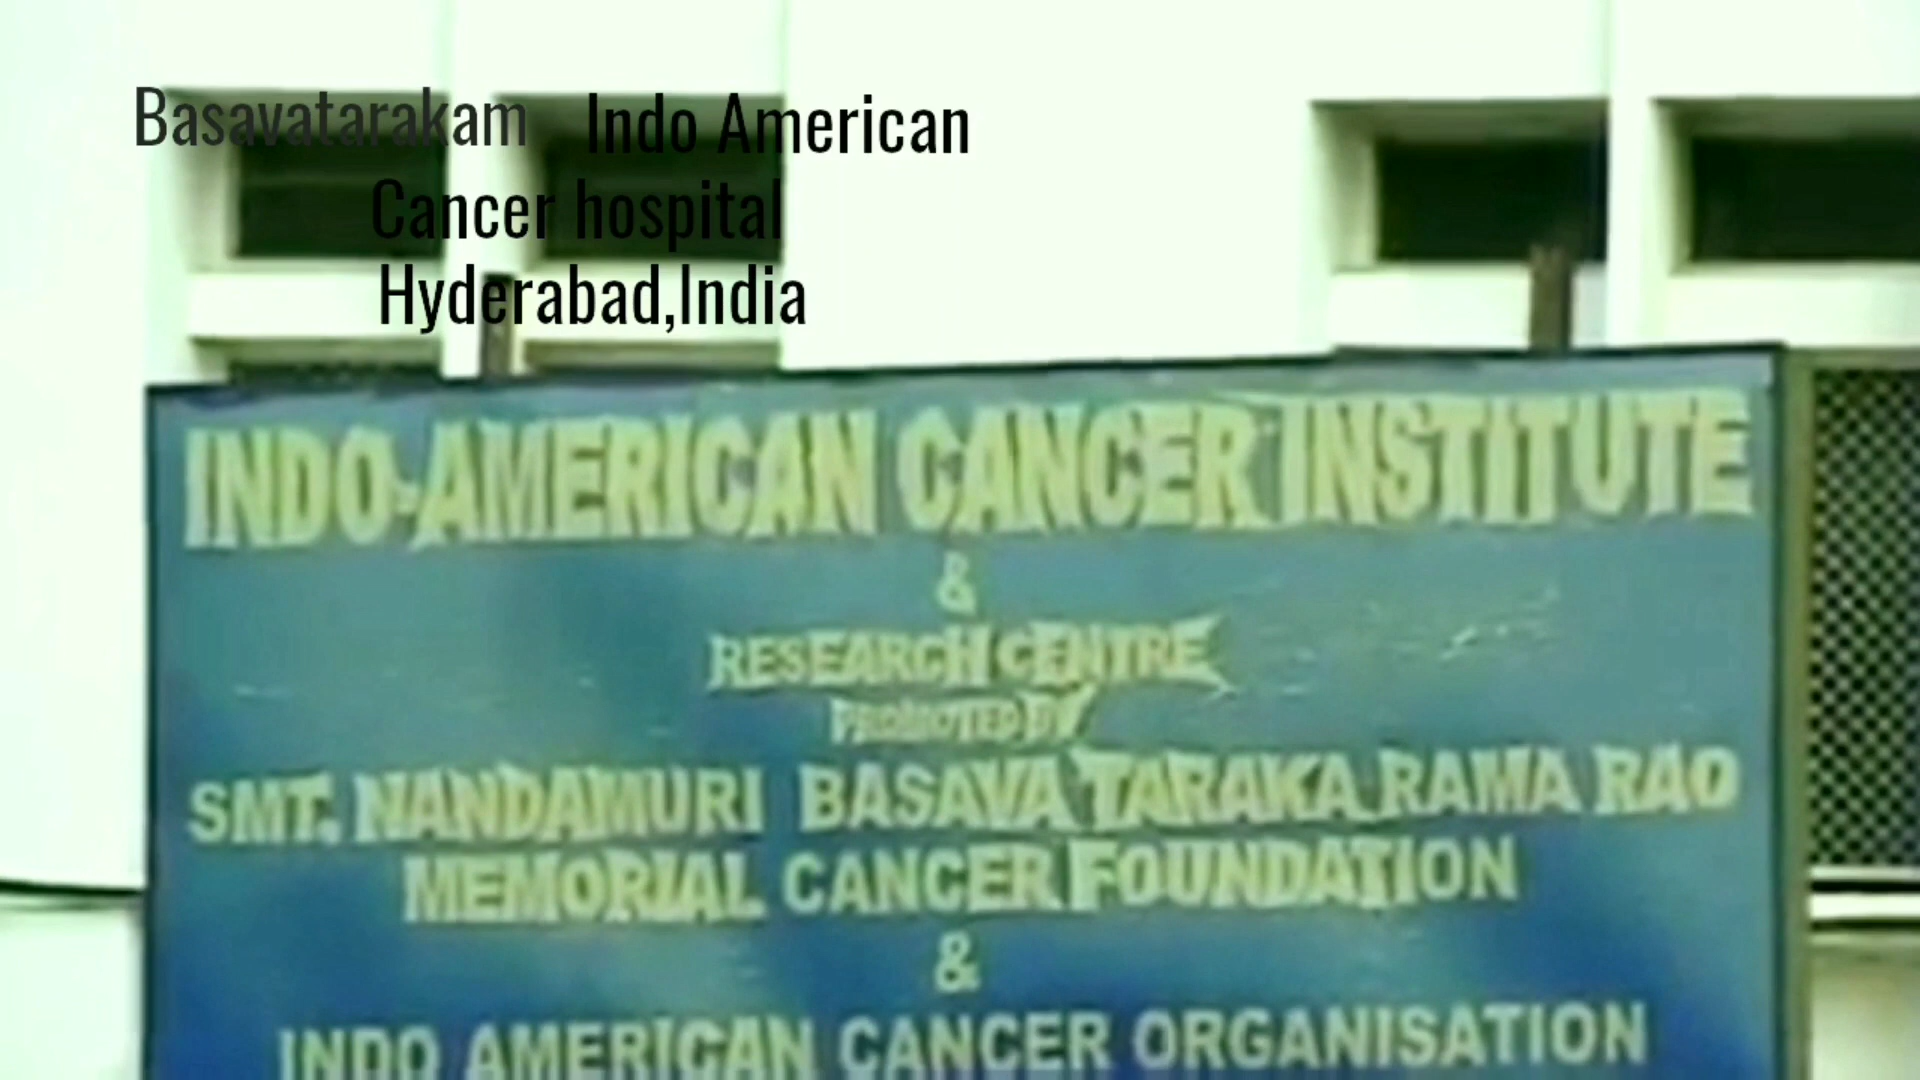 Basavatarakam Indo American
Cancer hospital
Hyderabad,India
INDO-AMERICAN CANCER INSTITUTE
&
RESEARCH CENTRE
PROMOTED BY
SMT. NANDAMURI BASAVA TARAKA RAMA RAO
MEMORIAL CANCER FOUNDATION
&
INDO AMERICAN CANCER ORGANISATION